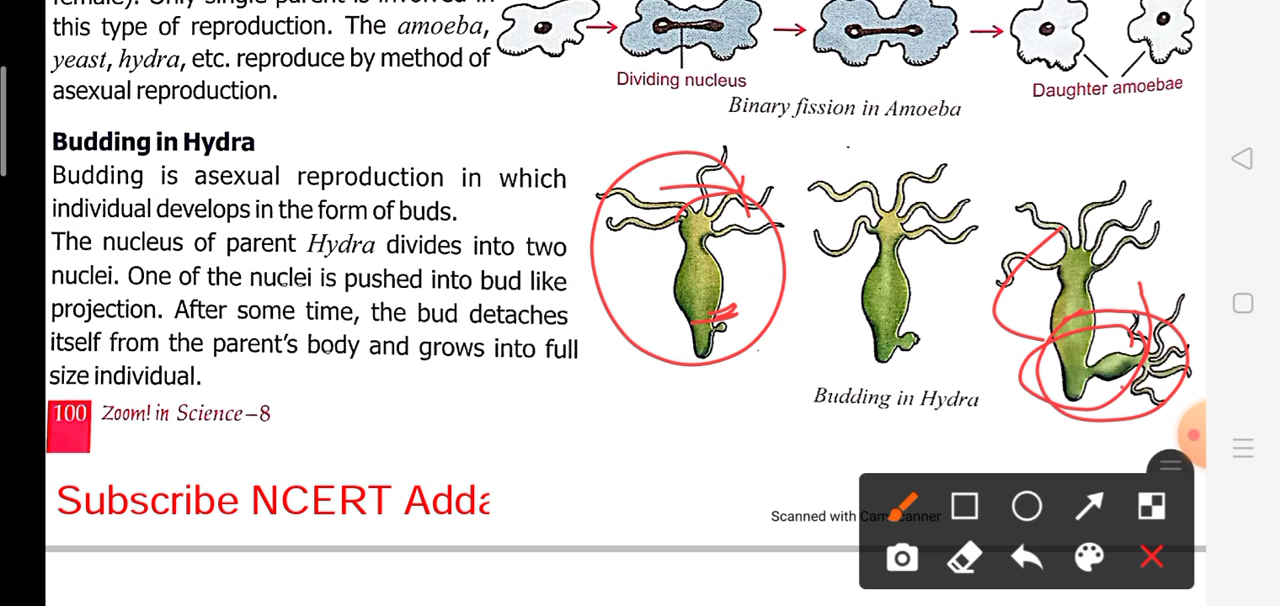 this type of reproduction. The amoeba,
yeast, hydra, etc. reproduce by method of
asexual reproduction.
Dividing nucleus
Daughter amoebae
Binary fission in Amoeba
Budding in Hydra
Budding is asexual reproduction in which
individual develops in the form of buds.
The nucleus of parent Hydra divides into two
nuclei. One of the nuclei is pushed into bud like
projection. After some time, the bud detaches
itself from the parent's body and grows into full
size individual.
Budding in Hydra
100 Zoom! in Science–8
Subscribe NCERT Adda
Scanned with CamScanner